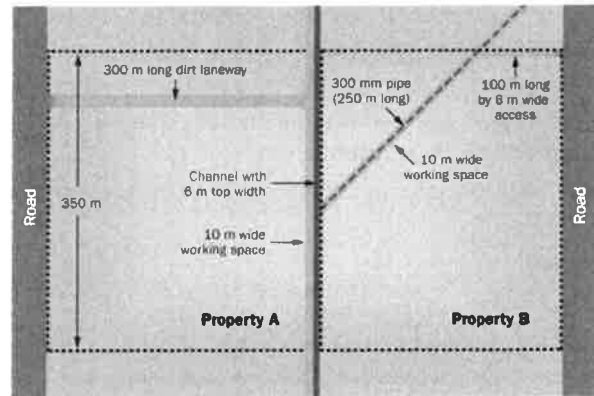 300 m long dirt laneway
300 mm pipe
(250 m long)
100 m long
by 6 m wide
access
10 m wide
working space
Channel with
6 m top width
Road
350 m
Road
10 m wide
working space
Property A
Property B